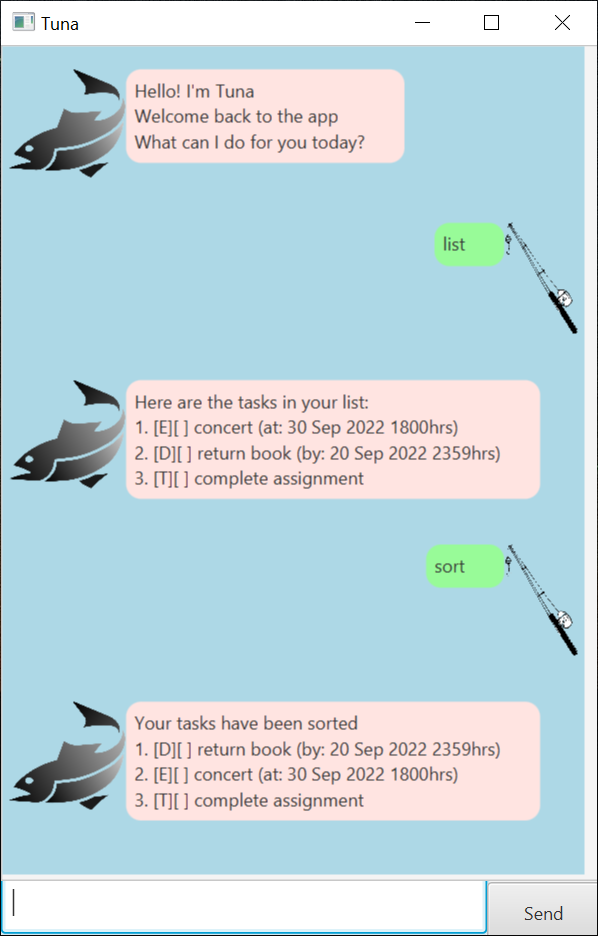 Tuna
Hello! I'm Tuna
Welcome back to the app
What can I do for you today?
list
Here are the tasks in your list:
1. [E][ ] concert (at: 30 Sep 2022 1800hrs)
2. [D][ ] return book (by: 20 Sep 2022 2359hrs)
3. [T][ ] complete assignment
sort
Your tasks have been sorted
1. [D][ ] return book (by: 20 Sep 2022 2359hrs)
2. [E][ ] concert (at: 30 Sep 2022 1800hrs)
3. [T][ ] complete assignment
Send